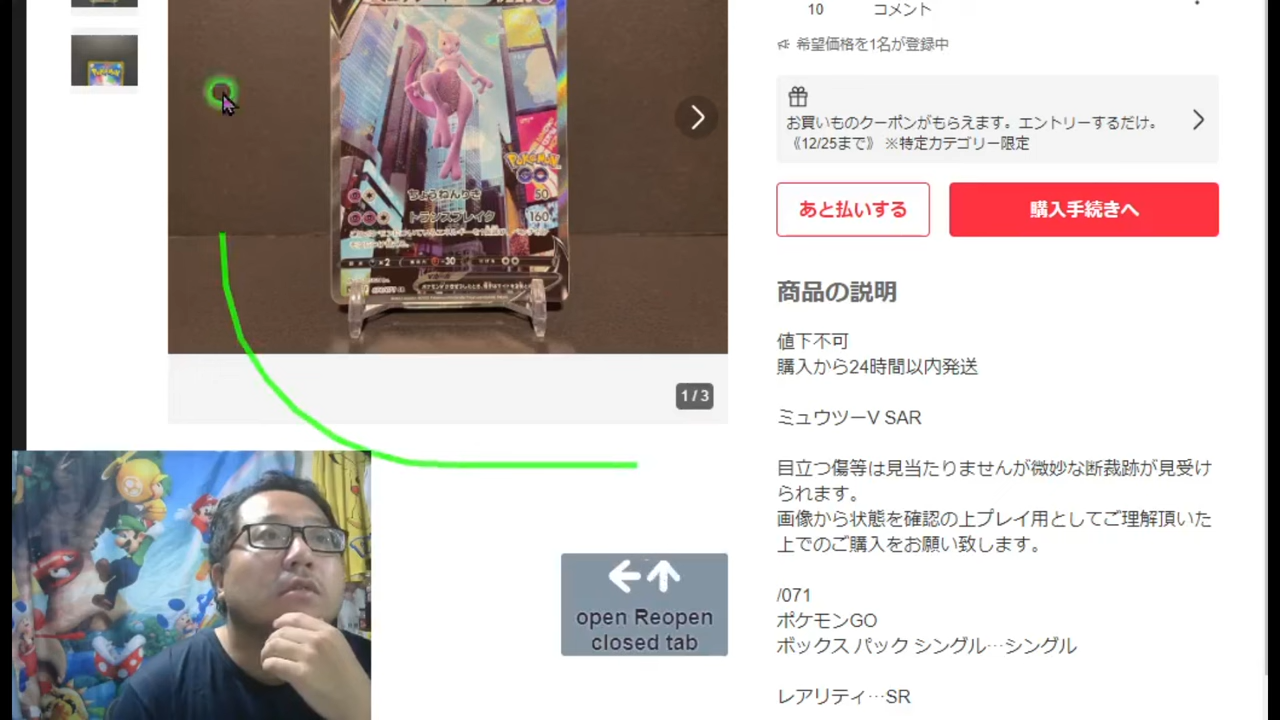 10
コメント
希望価格を1名が登録中
お買いものクーポンがもらえます。エントリーするだけ。
《12/25まで》 ※特定カテゴリー限定
あと払いする
購入手続きへ
POKEMON
GO
ちょうねんりき 50
トランスブレイク 160
1 / 3
商品の説明
値下不可
購入から24時間以内発送
ミュウツーV SAR
目立つ傷等は見当たりませんが微妙な断裁跡が見受け
られます。
画像から状態を確認の上プレイ用としてご理解頂いた
上でのご購入をお願い致します。
/071
ポケモンGO
ボックス パック シングル…シングル
レアリティ…SR
open Reopen
closed tab